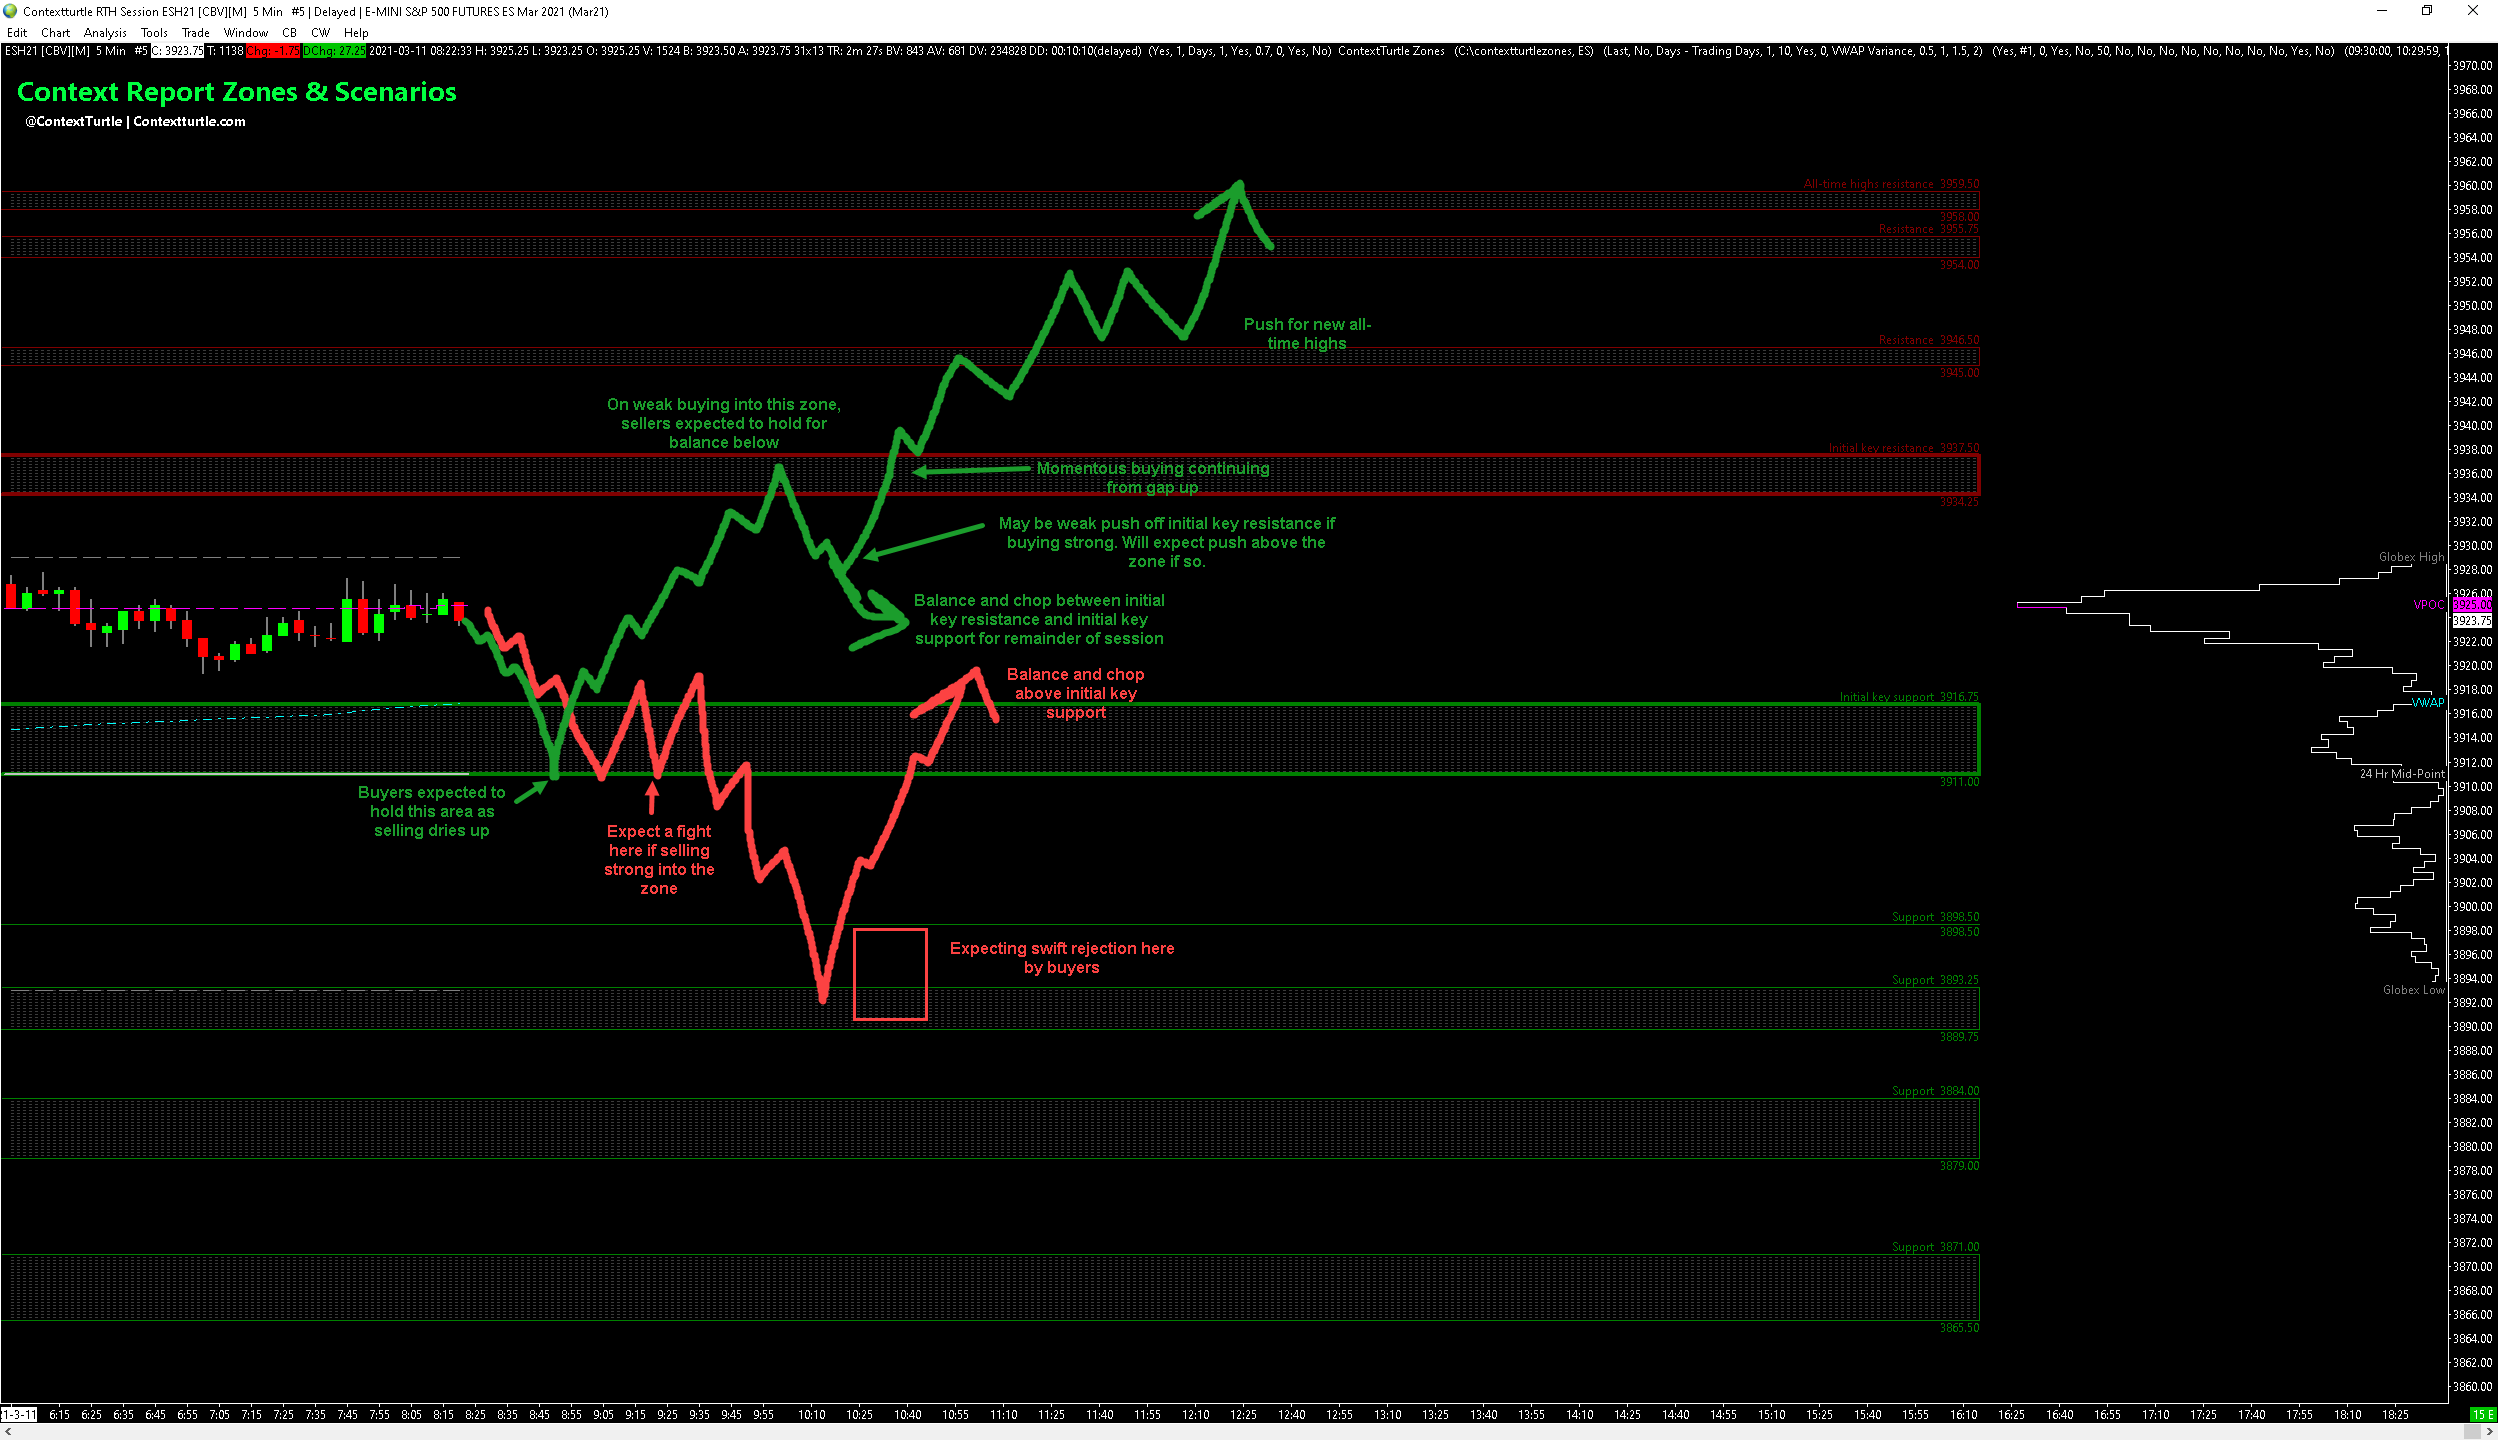 Contextturtle RTH Session ESH21 [CBV][M]  5 Min  #5 | Delayed | E-MINI S&P 500 FUTURES ES Mar 2021 (Mar21)
Edit Chart Analysis Tools Trade Window CB CW Help
ESH21 [CBV][M]  5 Min  #5 C: 3923.75 T: 1138 Chg: -1.75 DChg: 27.25 2021-03-11 08:22:33 H: 3925.25 L: 3923.25 O: 3925.25 V: 1524 B: 3923.50 A: 3923.75 31x13 TR: 2m 27s BV: 843 AV: 681 DV: 234828 DD: 00:10:10(delayed) (Yes, 1, Days, 1, Yes, 0.7, 0, Yes, No) ContextTurtle Zones (C:\contextturtlezones, ES) (Last, No, Days - Trading Days, 1, 10, Yes, 0, VWAP Variance, 0.5, 1, 1.5, 2) (Yes, #1, 0, Yes, No, 50, No, No, No, No, No, No, No, No, Yes, No) (09:30:00, 10:29:59, 1
Context Report Zones & Scenarios
@ContextTurtle | Contextturtle.com
All-time highs resistance 3959.50
3958.00
Resistance 3955.75
3954.00
Push for new all-
time highs
Resistance 3946.50
3945.00
On weak buying into this zone,
sellers expected to hold for
balance below
Initial key resistance 3937.50
Momentous buying continuing
from gap up
3934.25
May be weak push off initial key resistance if
buying strong. Will expect push above the
zone if so.
Globex High
Balance and chop between initial
key resistance and initial key
support for remainder of session
VPOC
Balance and chop
above initial key
support
Initial key support 3916.75
VWAP
24 Hr Mid-Point
3911.00
Buyers expected to
hold this area as
selling dries up
Expect a fight
here if selling
strong into the
zone
Support 3898.50
3898.50
Expecting swift rejection here
by buyers
Support 3893.25
Globex Low
3889.75
Support 3884.00
3879.00
Support 3871.00
3865.50
3970.00
3968.00
3966.00
3964.00
3962.00
3960.00
3958.00
3956.00
3954.00
3952.00
3950.00
3948.00
3946.00
3944.00
3942.00
3940.00
3938.00
3936.00
3934.00
3932.00
3930.00
3928.00
3926.00
3925.00
3923.75
3922.00
3920.00
3918.00
3916.00
3914.00
3912.00
3910.00
3908.00
3906.00
3904.00
3902.00
3900.00
3898.00
3896.00
3894.00
3892.00
3890.00
3888.00
3886.00
3884.00
3882.00
3880.00
3878.00
3876.00
3874.00
3872.00
3870.00
3868.00
3866.00
3864.00
3862.00
3860.00
1-3-11 6:15 6:25 6:35 6:45 6:55 7:05 7:15 7:25 7:35 7:45 7:55 8:05 8:15 8:25 8:35 8:45 8:55 9:05 9:15 9:25 9:35 9:45 9:55 10:10 10:25 10:40 10:55 11:10 11:25 11:40 11:55 12:10 12:25 12:40 12:55 13:10 13:25 13:40 13:55 14:10 14:25 14:40 14:55 15:10 15:25 15:40 15:55 16:10 16:25 16:40 16:55 17:10 17:25 17:40 17:55 18:10 18:25 15 E